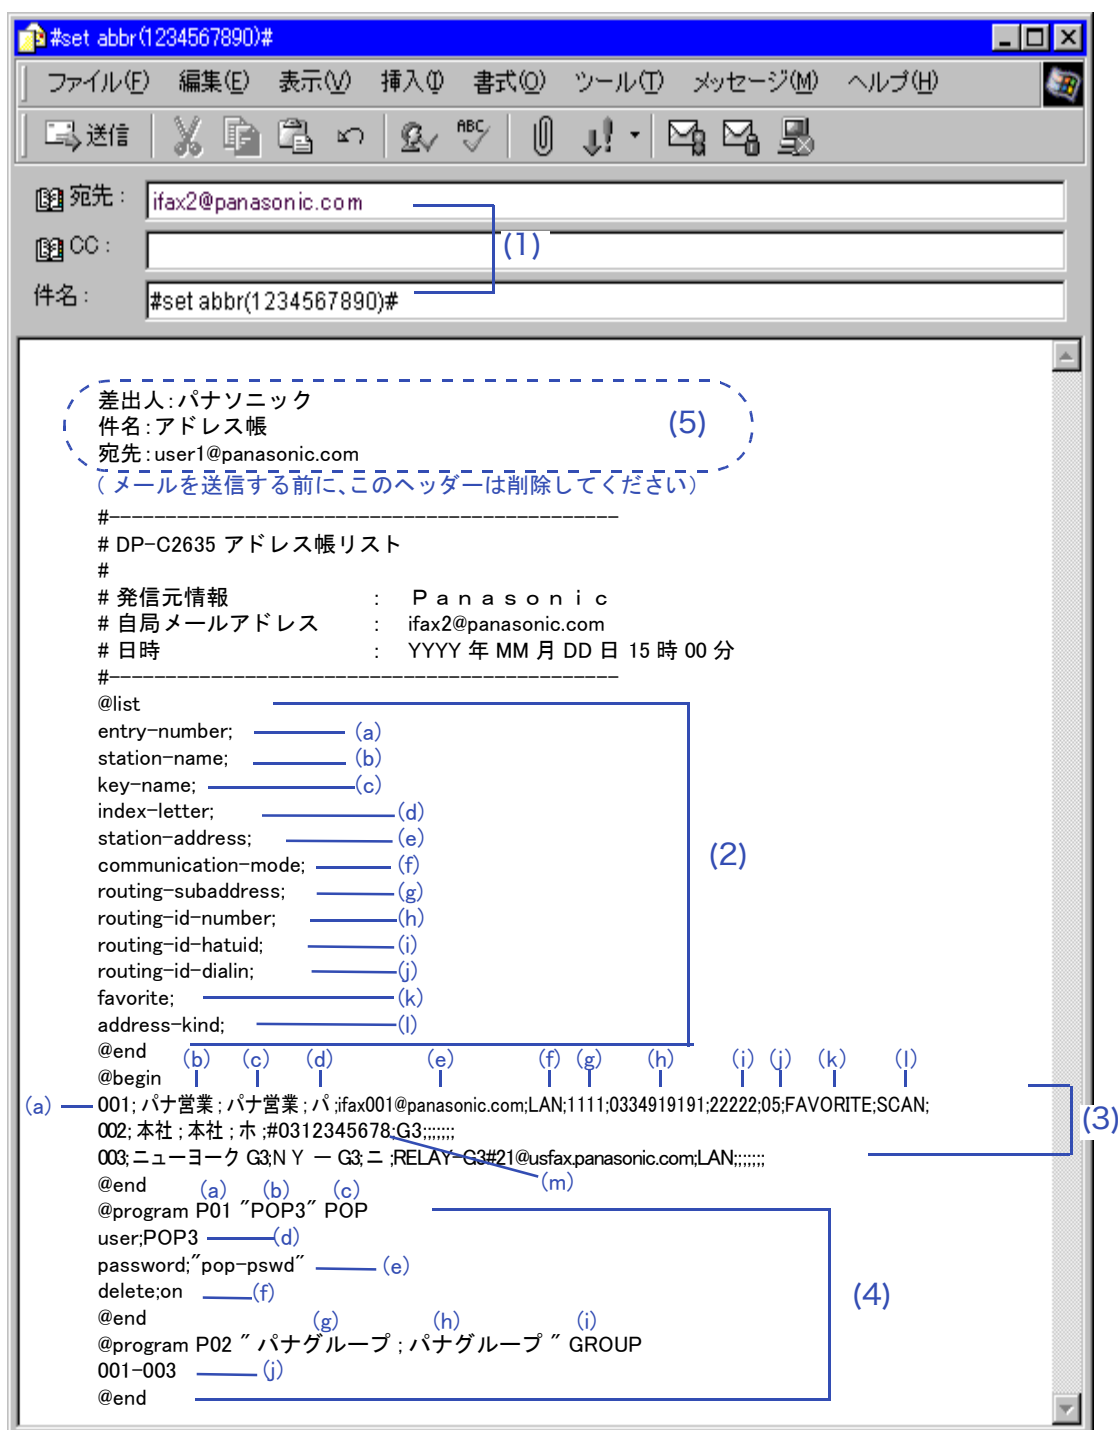 #set abbr(1234567890)#
ファイル(F) 編集(E) 表示(V) 挿入(I) 書式(O) ツール(T) メッセージ(M) ヘルプ(H)
送信 ABC
宛先: ifax2@panasonic.com
(1)
CC:
件名: #set abbr(1234567890)#
差出人:パナソニック
件名:アドレス帳
宛先:user1@panasonic.com
(5)
(メールを送信する前に、このヘッダーは削除してください)
#---------------------------------------------
# DP-C2635 アドレス帳リスト
#
# 発信元情報 : Ｐａｎａｓｏｎｉｃ
# 自局メールアドレス : ifax2@panasonic.com
# 日時 : YYYY 年 MM 月 DD 日 15 時 00 分
#---------------------------------------------
@list
entry-number; (a)
station-name; (b)
key-name; (c)
index-letter; (d)
station-address; (e)
(2)
communication-mode; (f)
routing-subaddress; (g)
routing-id-number; (h)
routing-id-hatuid; (i)
routing-id-dialin; (j)
favorite; (k)
address-kind; (l)
@end
(b) (c) (d) (e) (f) (g) (h) (i) (j) (k) (l)
@begin
(a) 001; パナ営業 ; パナ営業 ; パ ;ifax001@panasonic.com;LAN;1111;0334919191;22222;05;FAVORITE;SCAN;
(3)
002; 本社 ; 本社 ; ホ ;#0312345678;G3;;;;;;;
003; ニューヨーク G3;N Y ー G3; ニ ;RELAY-G3#21@usfax.panasonic.com;LAN;;;;;;;
@end
(m)
(a) (b) (c)
@program P01 "POP3" POP
user;POP3 (d)
password;"pop-pswd" (e)
delete;on (f)
(4)
@end
(g) (h) (i)
@program P02 " パナグループ ; パナグループ " GROUP
001-003 (j)
@end